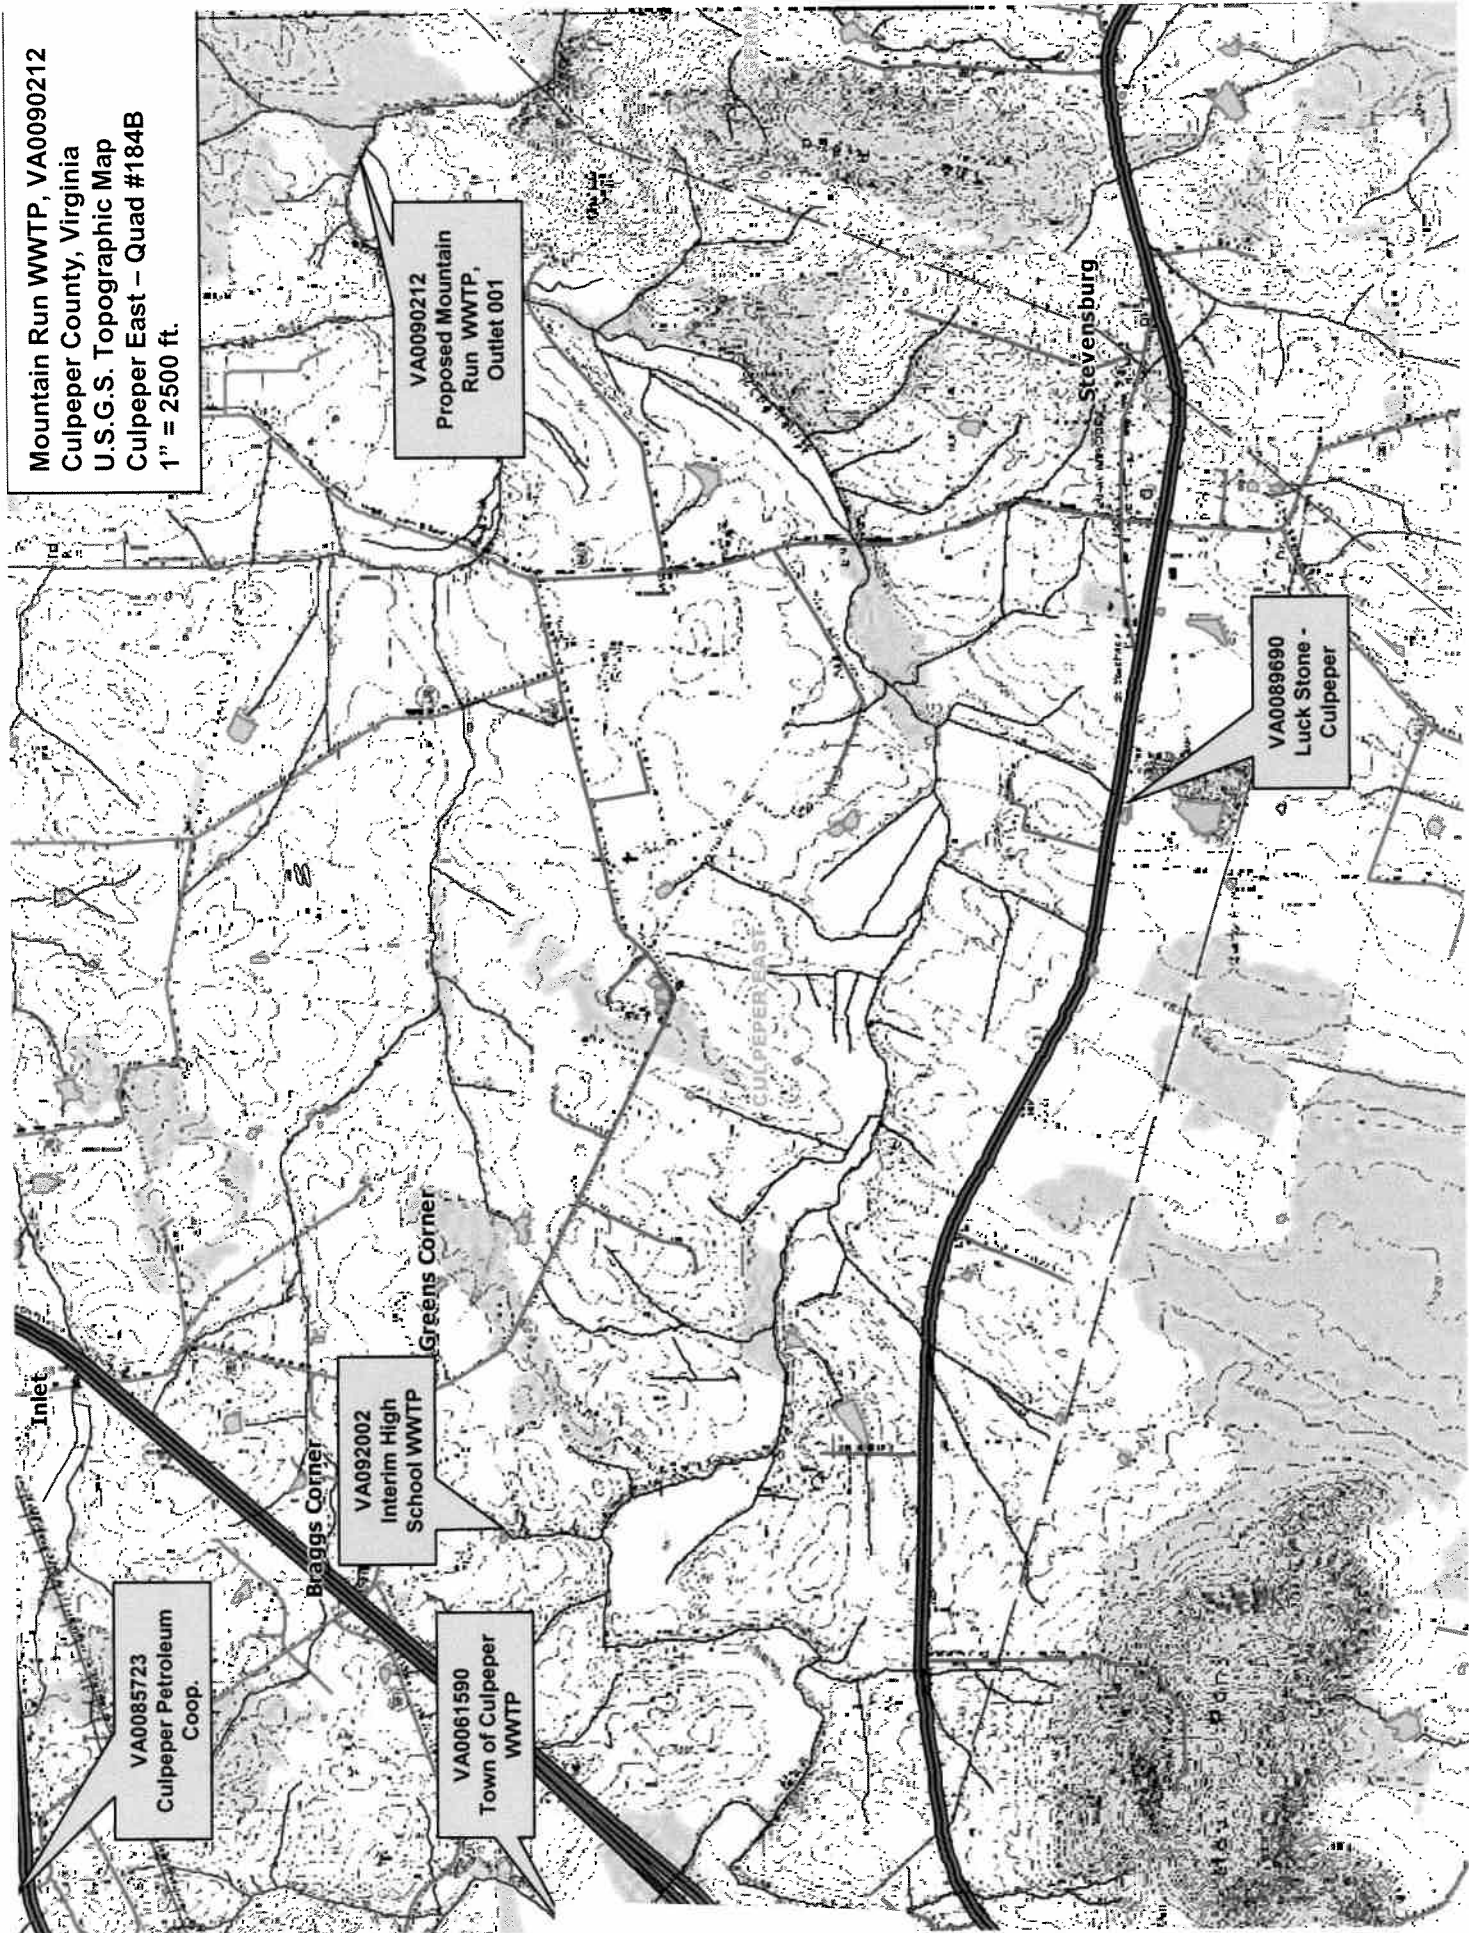 Mountain Run WWTP, VA0090212
Culpeper County, Virginia
U.S.G.S. Topographic Map
Culpeper East – Quad #184B
1" = 2500 ft.
VA0085723
Culpeper Petroleum
Coop.
Inlet
Braggs Corner
VA092002
Interim High
School WWTP
Greens Corner
VA0061590
Town of Culpeper
WWTP
VA0090212
Proposed Mountain
Run WWTP,
Outlet 001
CULPEPER EAST
Stevensburg
VA0089690
Luck Stone -
Culpeper